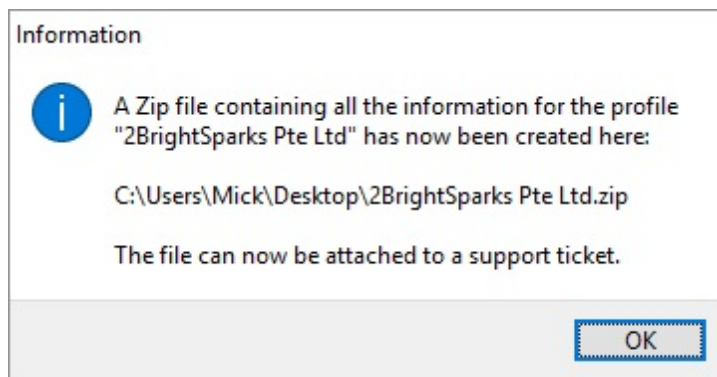 Information
i
A Zip file containing all the information for the profile
"2BrightSparks Pte Ltd" has now been created here:
C:\Users\Mick\Desktop\2BrightSparks Pte Ltd.zip
The file can now be attached to a support ticket.
OK